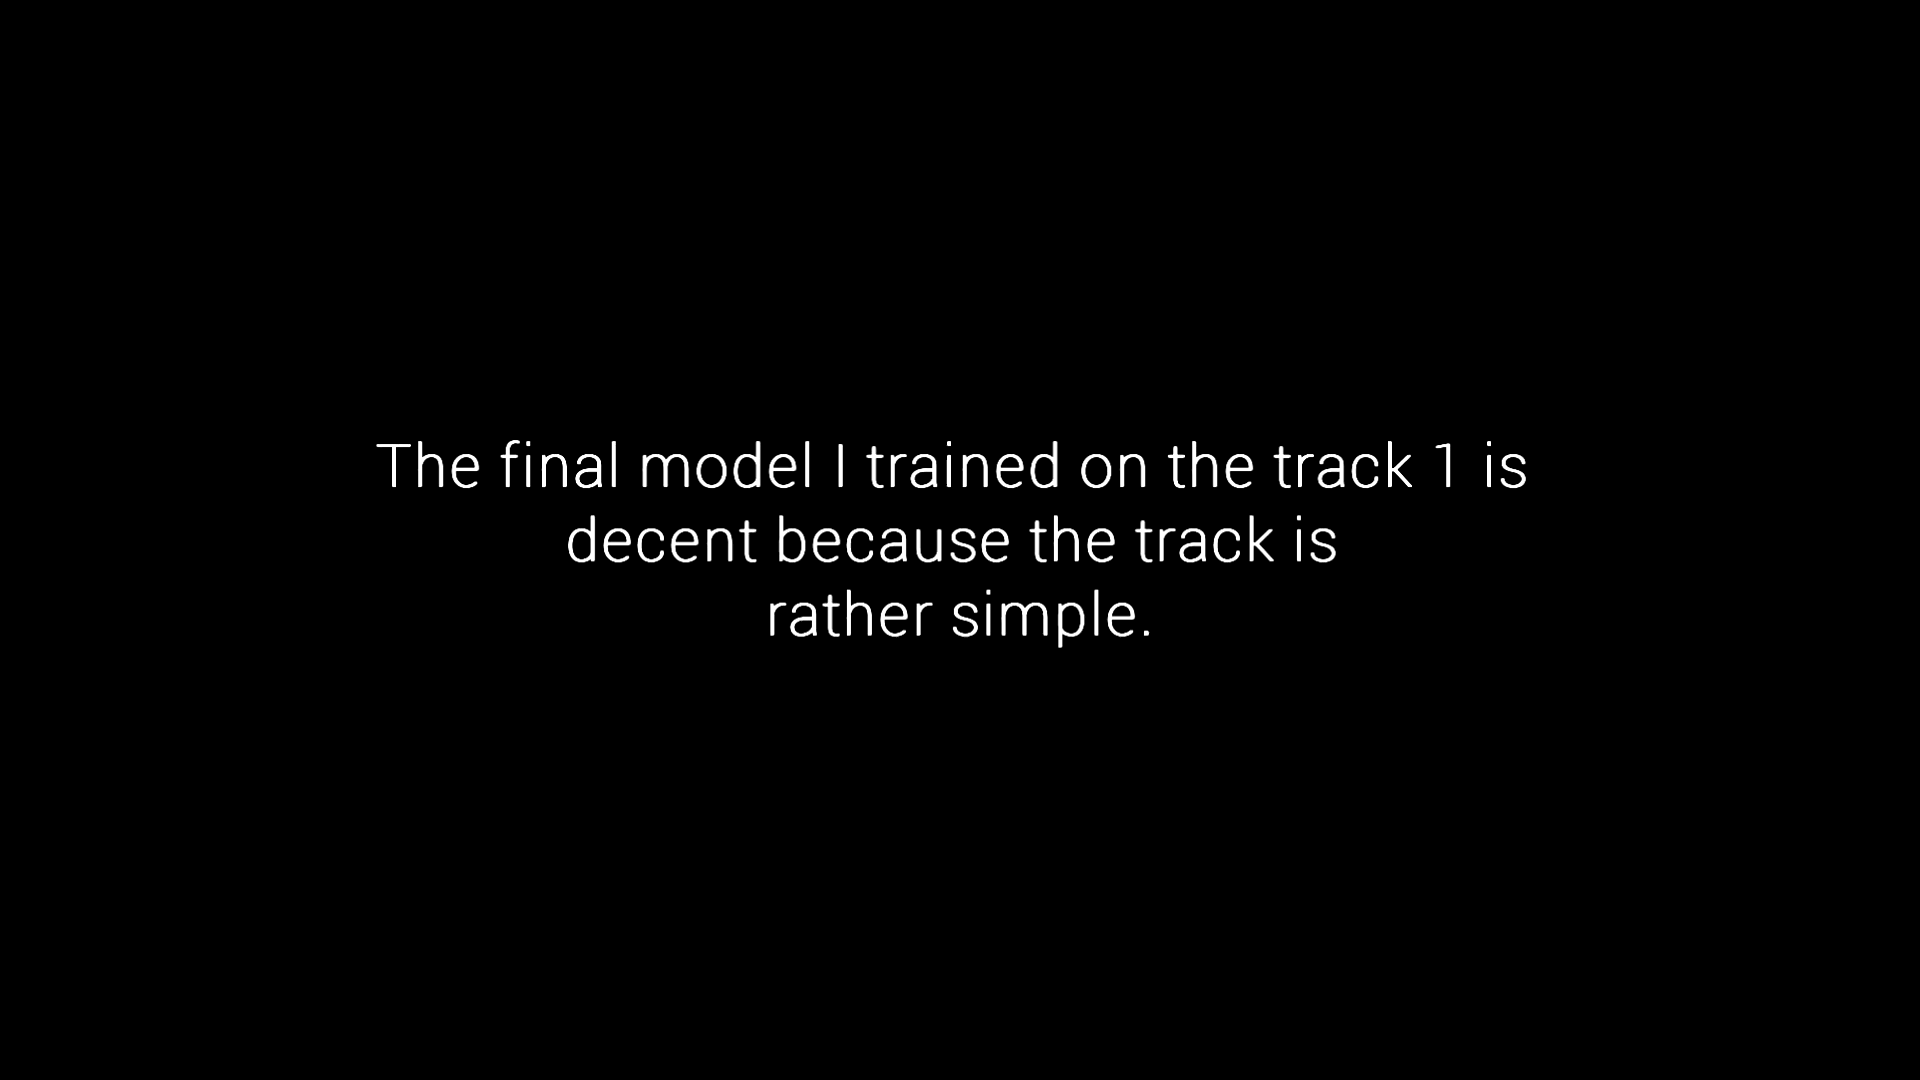 The final model I trained on the track 1 is
decent because the track is
rather simple.